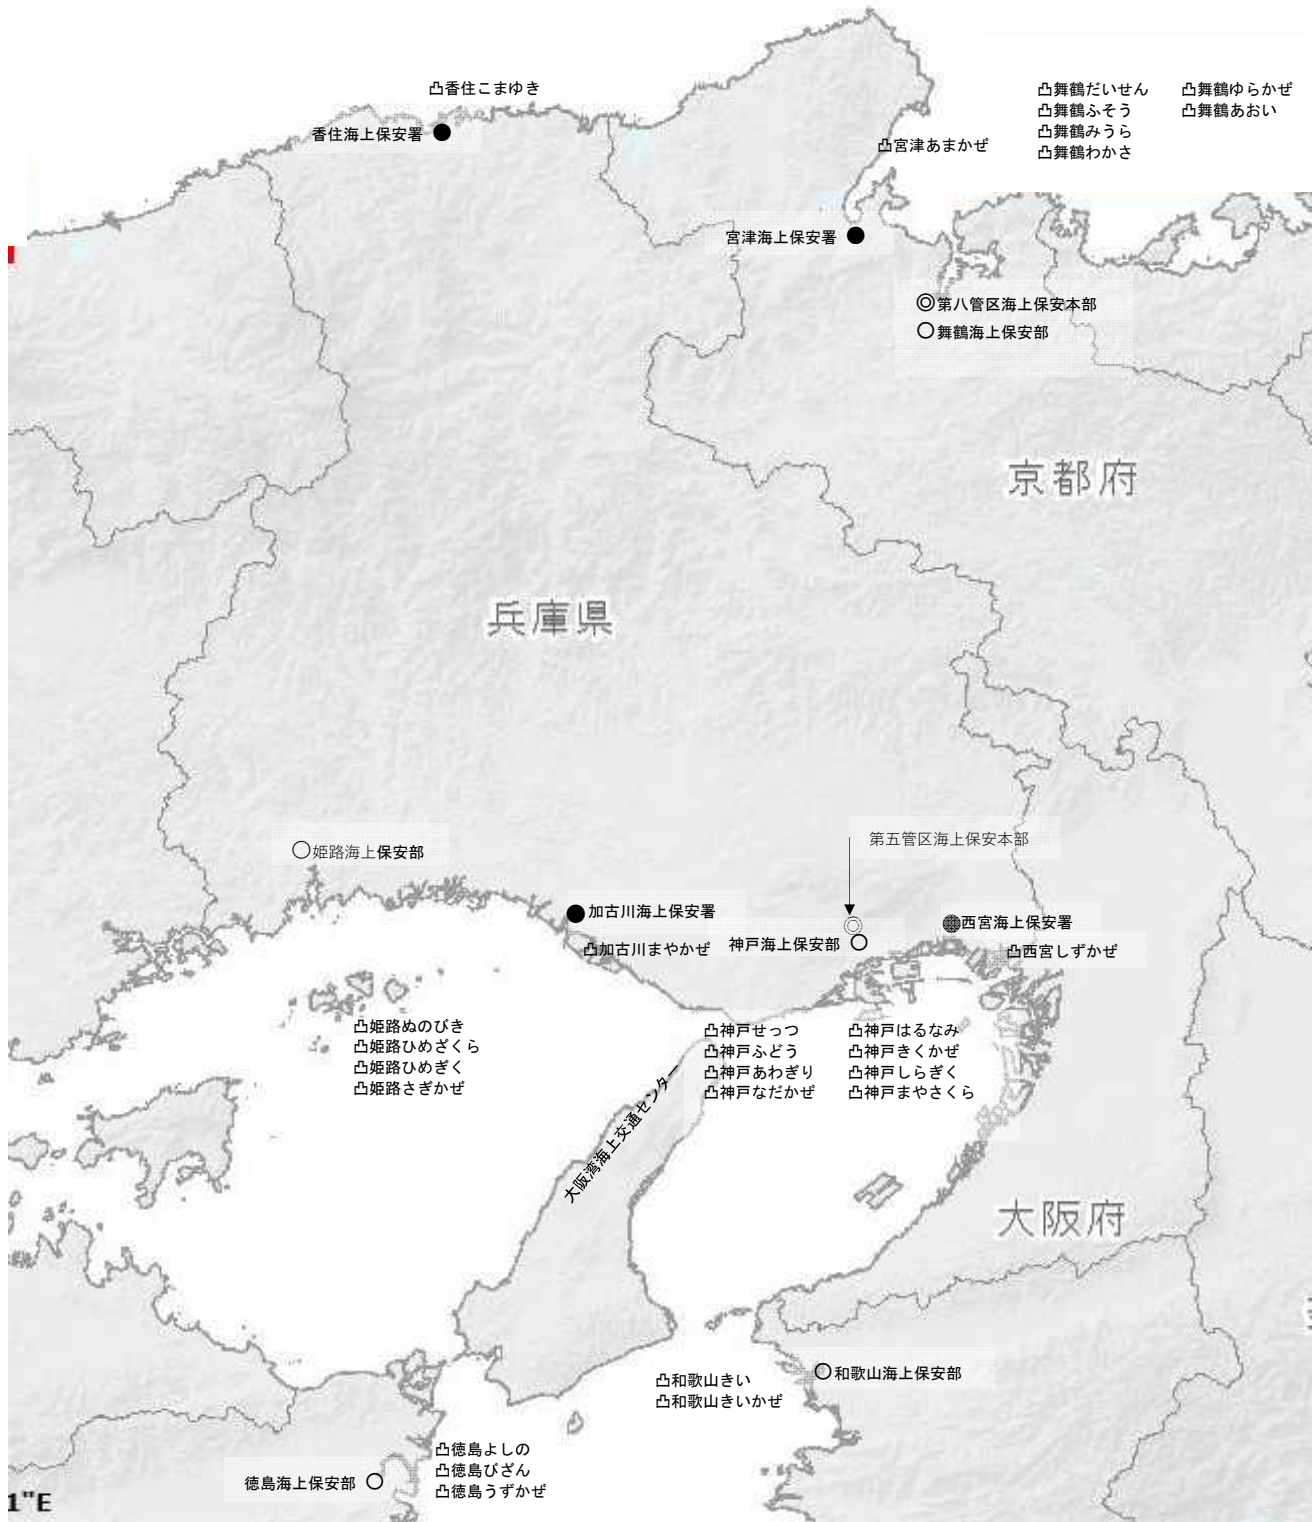 凸香住こまゆき
香住海上保安署
凸舞鶴だいせん
凸舞鶴ゆらかぜ
凸舞鶴ふそう
凸舞鶴あおい
凸舞鶴みうら
凸舞鶴わかさ
凸宮津あまかぜ
宮津海上保安署
◎第八管区海上保安本部
○舞鶴海上保安部
京都府
兵庫県
○姫路海上保安部
第五管区海上保安本部
●加古川海上保安署
凸加古川まやかぜ
神戸海上保安部
西宮海上保安署
凸西宮しずかぜ
凸姫路ぬのびき
凸姫路ひめざくら
凸姫路ひめぎく
凸姫路さぎかぜ
凸神戸せっつ
凸神戸はるなみ
凸神戸ふどう
凸神戸きくかぜ
凸神戸あわぎり
凸神戸しらぎく
凸神戸なだかぜ
凸神戸まやさくら
大阪湾海上交通センター
大阪府
凸和歌山きい
凸和歌山きいかぜ
○和歌山海上保安部
凸徳島よしの
凸徳島びざん
凸徳島うずかぜ
徳島海上保安部
1"E